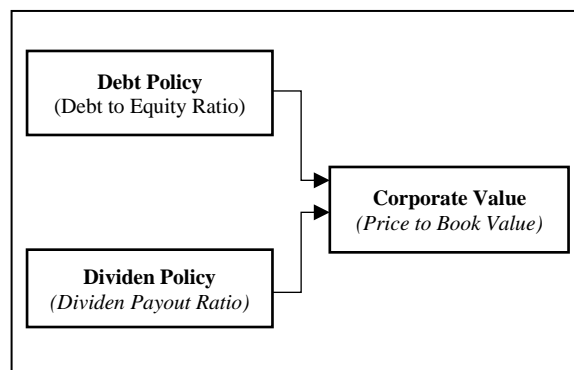 Debt Policy
(Debt to Equity Ratio)
Corporate Value
(Price to Book Value)
Dividen Policy
(Dividen Payout Ratio)